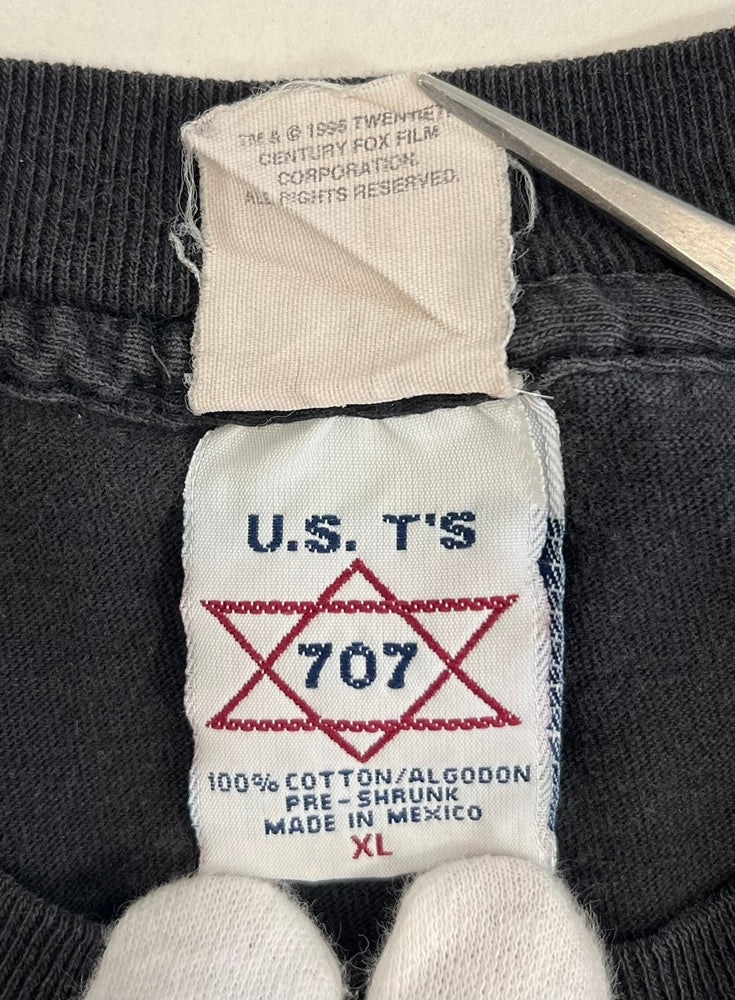 TM & © 1996 TWENTIETH
CENTURY FOX FILM
CORPORATION.
ALL RIGHTS RESERVED.
U.S. T'S
707
100% COTTON/ALGODON
PRE-SHRUNK
MADE IN MEXICO
XL